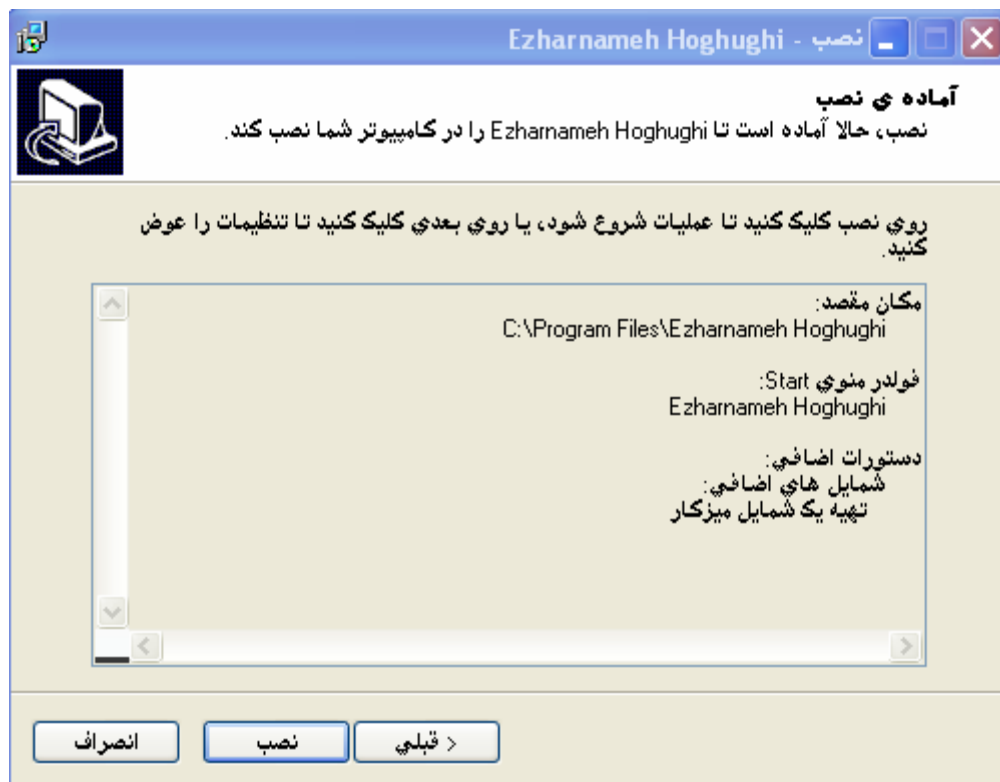 نصب - Ezharnameh Hoghughi
آماده ی نصب
نصب، حالا آماده است تا Ezharnameh Hoghughi را در کامپیوتر شما نصب کند.
روي نصب کليک کنيد تا عمليات شروع شود، يا روي بعدي کليک کنيد تا تنظيمات را عوض
کنيد.
مکان مقصد:
C:\Program Files\Ezharnameh Hoghughi
فولدر منوي Start:
Ezharnameh Hoghughi
دستورات اضافي:
شمايل هاي اضافي:
تهيه يک شمايل ميزکار
< قبلي
نصب
انصراف